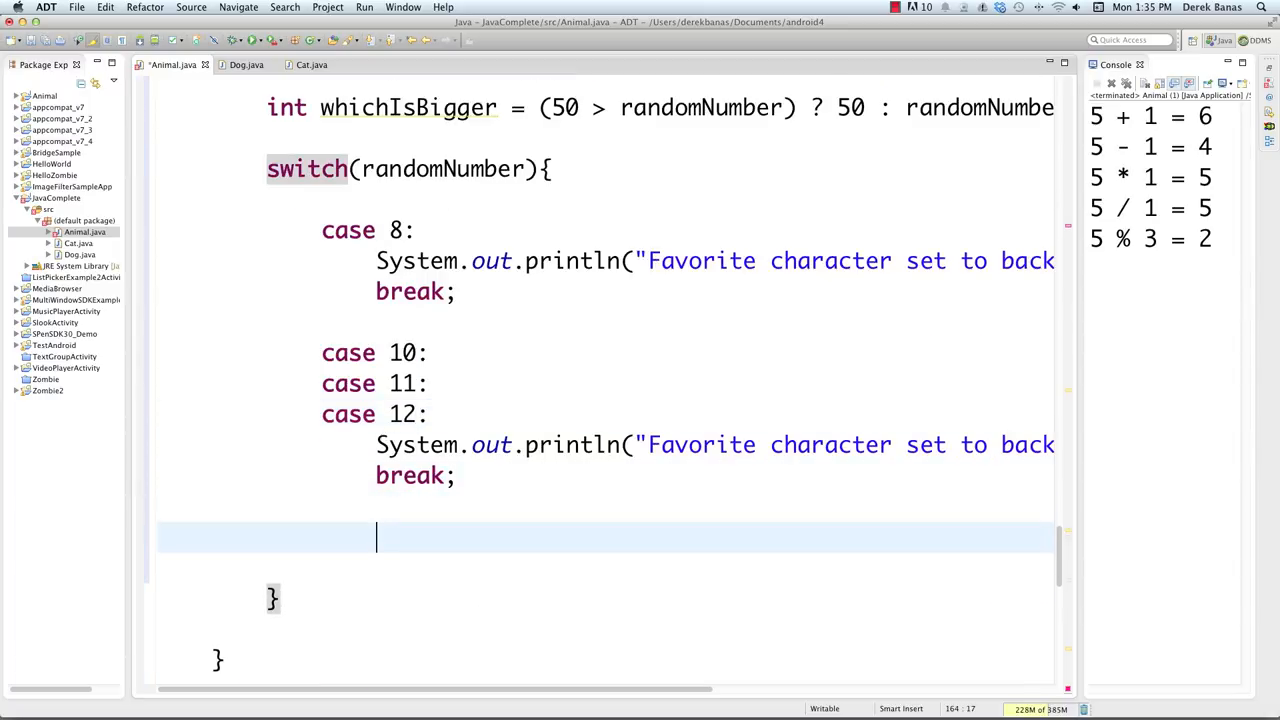 ADT File Edit Refactor Source Navigate Search Project Run Window Help 10 Mon 1:35 PM Derek Banas
Java – JavaComplete/src/Animal.java – ADT – /Users/derekbanas/Documents/android4
Quick Access Java DDMS
Package Exp
*Animal.java Dog.java Cat.java
Console
Animal
appcompat_v7
appcompat_v7_2
appcompat_v7_3
appcompat_v7_4
BridgeSample
HelloWorld
HelloZombie
ImageFilterSampleApp
JavaComplete
src
(default package)
Animal.java
Cat.java
Dog.java
JRE System Library [Ja
ListPickerExample2Activi
MediaBrowser
MultiWindowSDKExample
MusicPlayerActivity
SlookActivity
SPenSDK30_Demo
TestAndroid
TextGroupActivity
VideoPlayerActivity
Zombie
Zombie2
int whichIsBigger = (50 > randomNumber) ? 50 : randomNumbe
switch(randomNumber){
case 8:
System.out.println("Favorite character set to back
break;
case 10:
case 11:
case 12:
System.out.println("Favorite character set to back
break;
}
}
<terminated> Animal (1) [Java Application] /S
5 + 1 = 6
5 - 1 = 4
5 * 1 = 5
5 / 1 = 5
5 % 3 = 2
Writable Smart Insert 164 : 17 228M of 385M